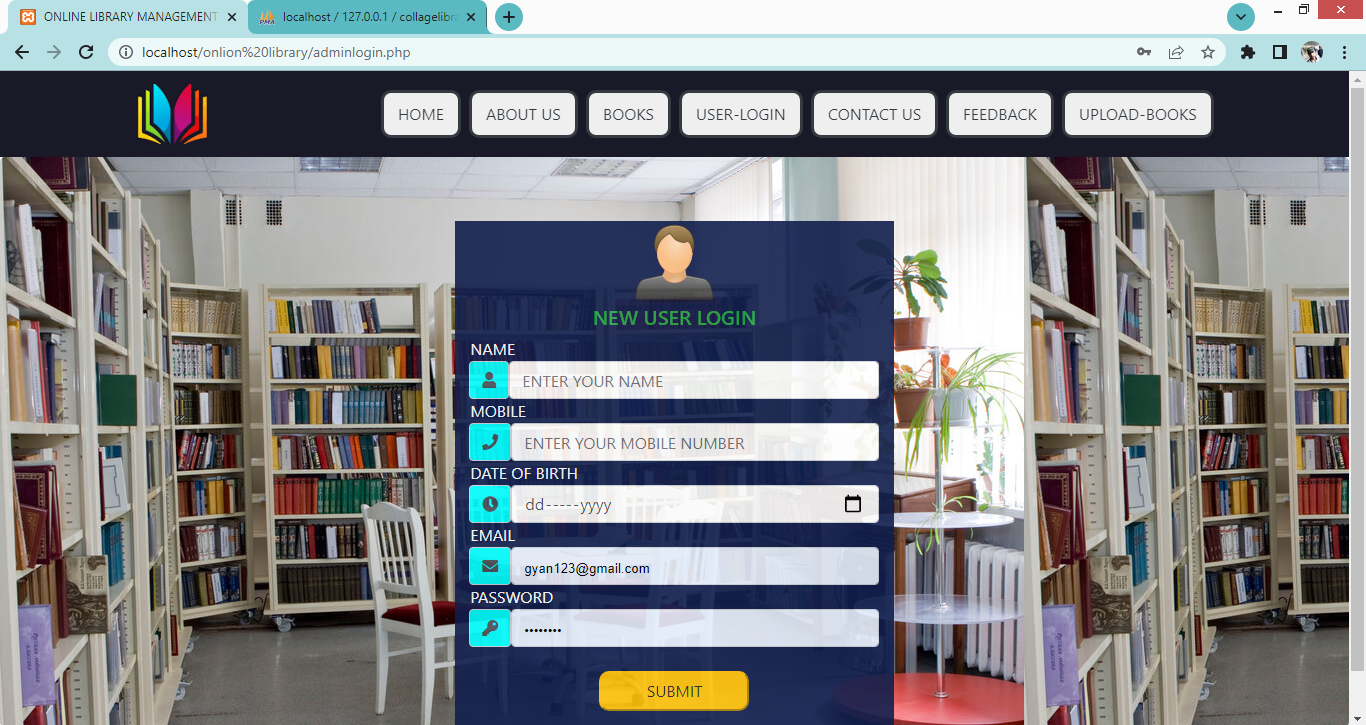 ONLINE LIBRARY MANAGEMENT
localhost / 127.0.0.1 / collagelibra
localhost/onlion%20library/adminlogin.php
HOME
ABOUT US
BOOKS
USER-LOGIN
CONTACT US
FEEDBACK
UPLOAD-BOOKS
NEW USER LOGIN
NAME
ENTER YOUR NAME
MOBILE
ENTER YOUR MOBILE NUMBER
DATE OF BIRTH
dd-----yyyy
EMAIL
gyan123@gmail.com
PASSWORD
••••••••
SUBMIT